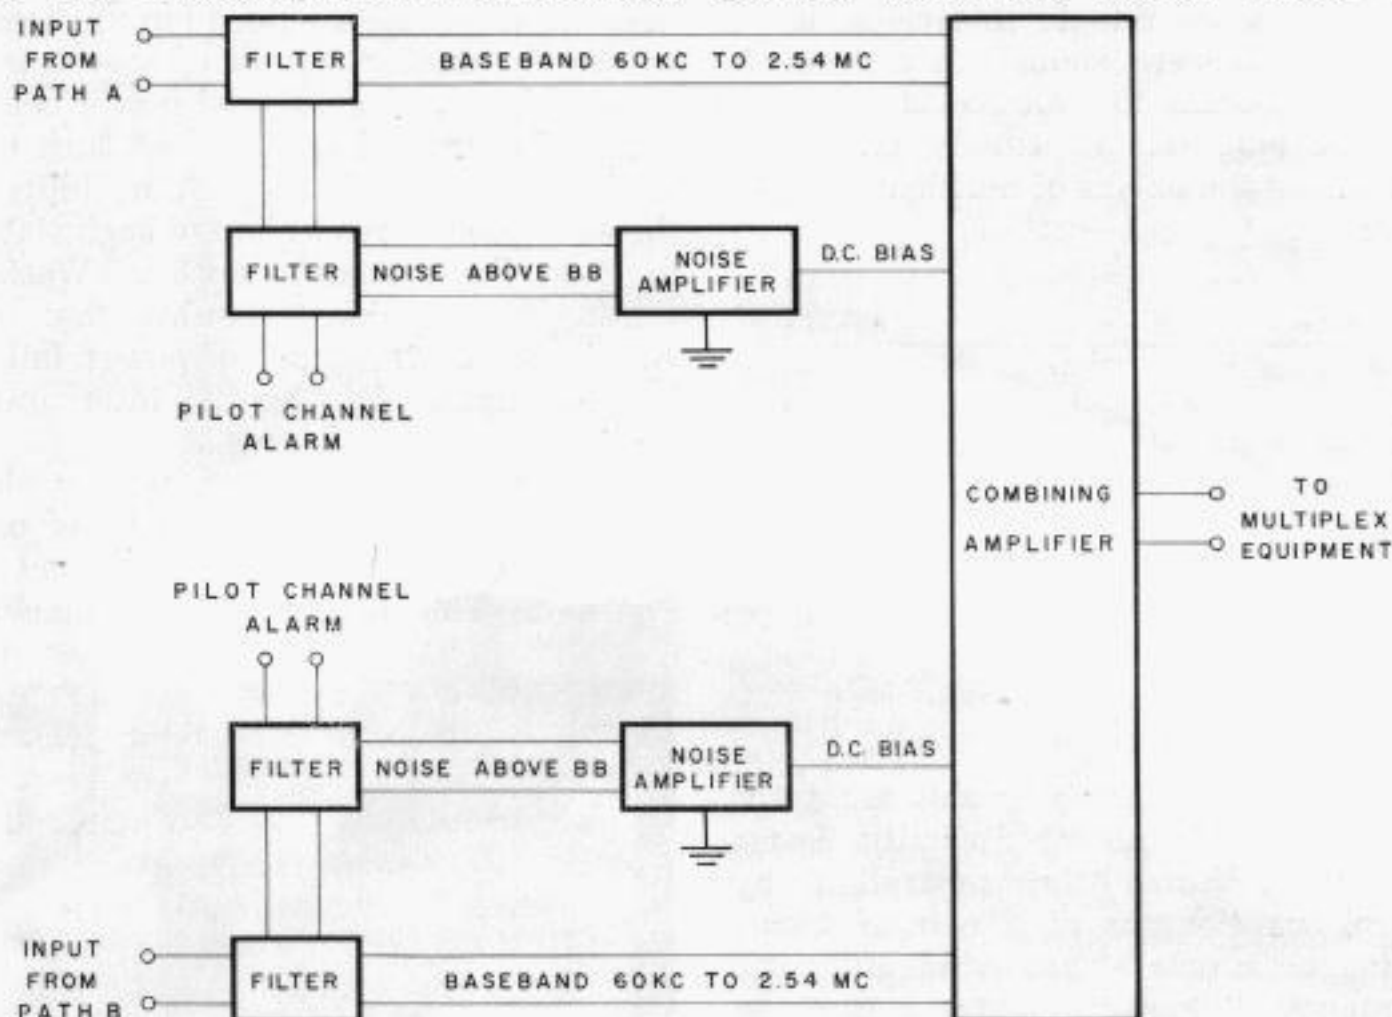 INPUT
FROM
PATH A
FILTER
BASEBAND 60KC TO 2.54 MC
FILTER
NOISE ABOVE BB
NOISE
AMPLIFIER
D.C. BIAS
PILOT CHANNEL
ALARM
COMBINING
AMPLIFIER
TO
MULTIPLEX
EQUIPMENT
PILOT CHANNEL
ALARM
FILTER
NOISE ABOVE BB
NOISE
AMPLIFIER
D.C. BIAS
INPUT
FROM
PATH B
FILTER
BASEBAND 60KC TO 2.54 MC